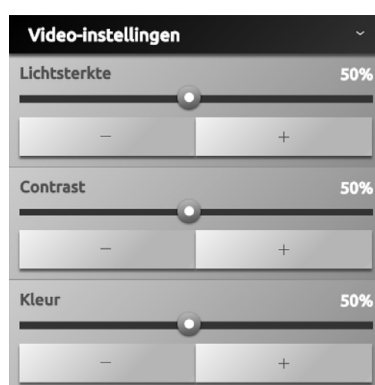 Video-instellingen
Lichtsterkte 50%
− +
Contrast 50%
− +
Kleur 50%
− +